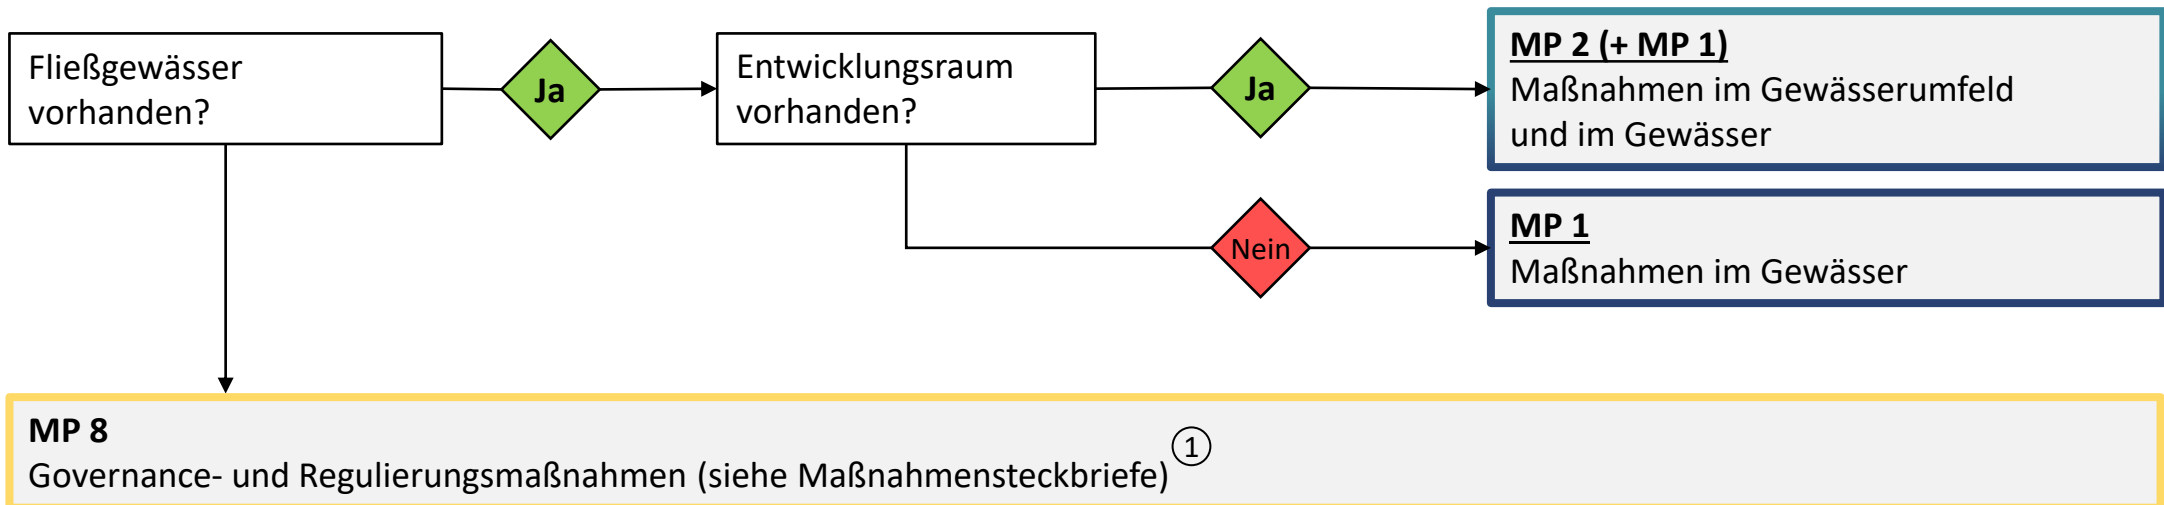 Fließgewässer
vorhanden?
Ja
Entwicklungsraum
vorhanden?
Ja
MP 2 (+ MP 1)
Maßnahmen im Gewässerumfeld
und im Gewässer
Nein
MP 1
Maßnahmen im Gewässer
MP 8
Governance- und Regulierungsmaßnahmen (siehe Maßnahmensteckbriefe) 1